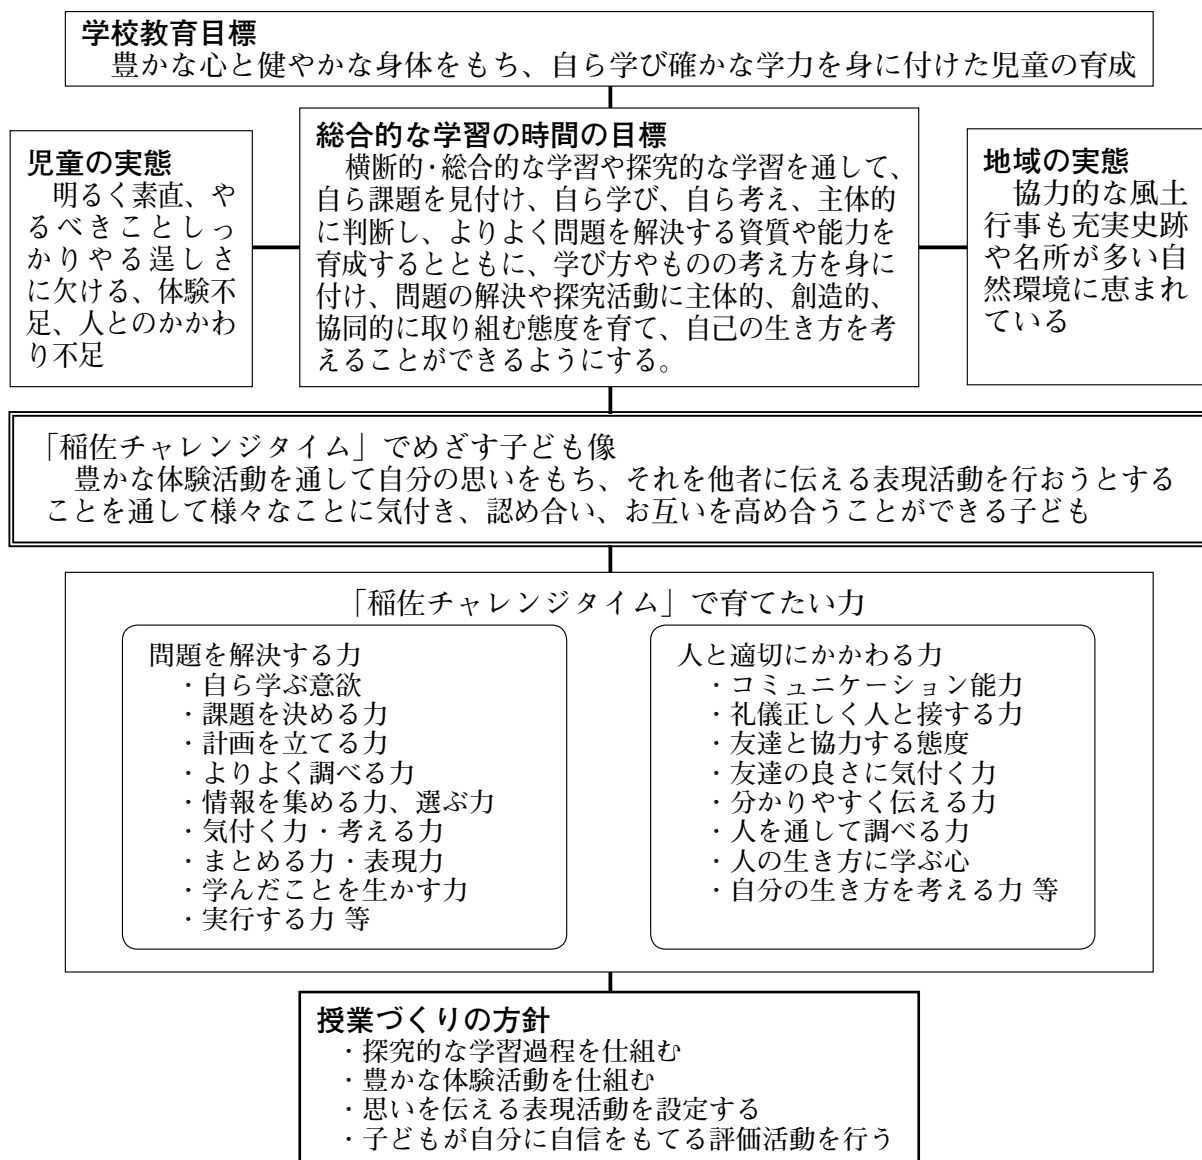 学校教育目標
豊かな心と健やかな身体をもち、自ら学び確かな学力を身に付けた児童の育成
児童の実態
明るく素直、や
るべきことしっ
かりやる逞しさ
に欠ける、体験不
足、人とのかかわ
り不足
総合的な学習の時間の目標
横断的·総合的な学習や探究的な学習を通して、
自ら課題を見付け、自ら学び、自ら考え、主体的
に判断し、よりよく問題を解決する資質や能力を
育成するとともに、学び方やものの考え方を身に
付け、問題の解決や探究活動に主体的、創造的、
協同的に取り組む態度を育て、自己の生き方を考
えることができるようにする。
地域の実態
協力的な風土
行事も充実史跡
や名所が多い自
然環境に恵まれ
ている
「稲佐チャレンジタイム」でめざす子ども像
豊かな体験活動を通して自分の思いをもち、それを他者に伝える表現活動を行おうとする
ことを通して様々なことに気付き、認め合い、お互いを高め合うことができる子ども
「稲佐チャレンジタイム」で育てたい力
問題を解決する力
・自ら学ぶ意欲
・課題を決める力
・計画を立てる力
・よりよく調べる力
・情報を集める力、選ぶ力
・気付く力・考える力
・まとめる力・表現力
・学んだことを生かす力
・実行する力 等
人と適切にかかわる力
・コミュニケーション能力
・礼儀正しく人と接する力
・友達と協力する態度
・友達の良さに気付く力
・分かりやすく伝える力
・人を通して調べる力
・人の生き方に学ぶ心
・自分の生き方を考える力 等
授業づくりの方針
・探究的な学習過程を仕組む
・豊かな体験活動を仕組む
・思いを伝える表現活動を設定する
・子どもが自分に自信をもてる評価活動を行う